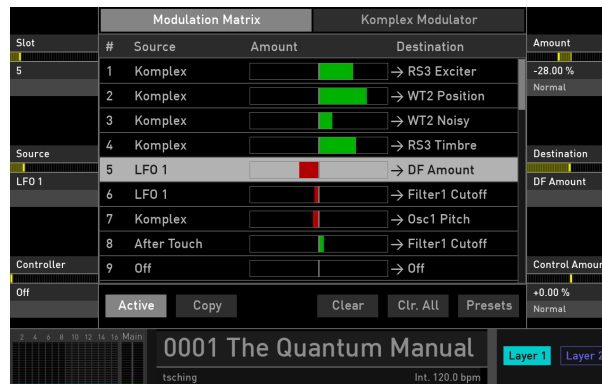 Modulation Matrix Komplex Modulator
Slot
5
Source
LFO 1
Controller
Off
# Source Amount Destination
1 Komplex → RS3 Exciter
2 Komplex → WT2 Position
3 Komplex → WT2 Noisy
4 Komplex → RS3 Timbre
5 LFO 1 → DF Amount
6 LFO 1 → Filter1 Cutoff
7 Komplex → Osc1 Pitch
8 After Touch → Filter1 Cutoff
9 Off → Off
Active Copy Clear Clr. All Presets
Amount
-28.00 %
Normal
Destination
DF Amount
Control Amour
+0.00 %
Normal
2 4 6 8 10 12 14 16 Main
0001 The Quantum Manual
tsching Int. 120.0 bpm
Layer 1 Layer 2